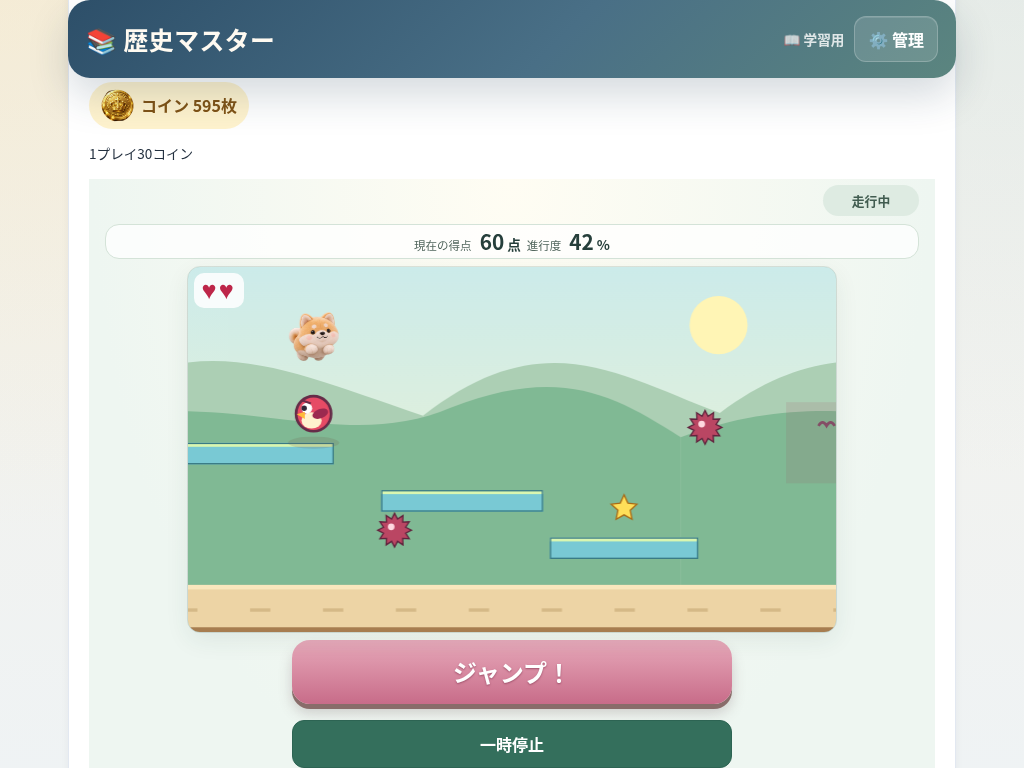 📚 歴史マスター
📖 学習用
⚙️ 管理
コイン 595枚
1プレイ30コイン
走行中
現在の得点 60 点 進行度 42 %
♥♥
ジャンプ！
一時停止